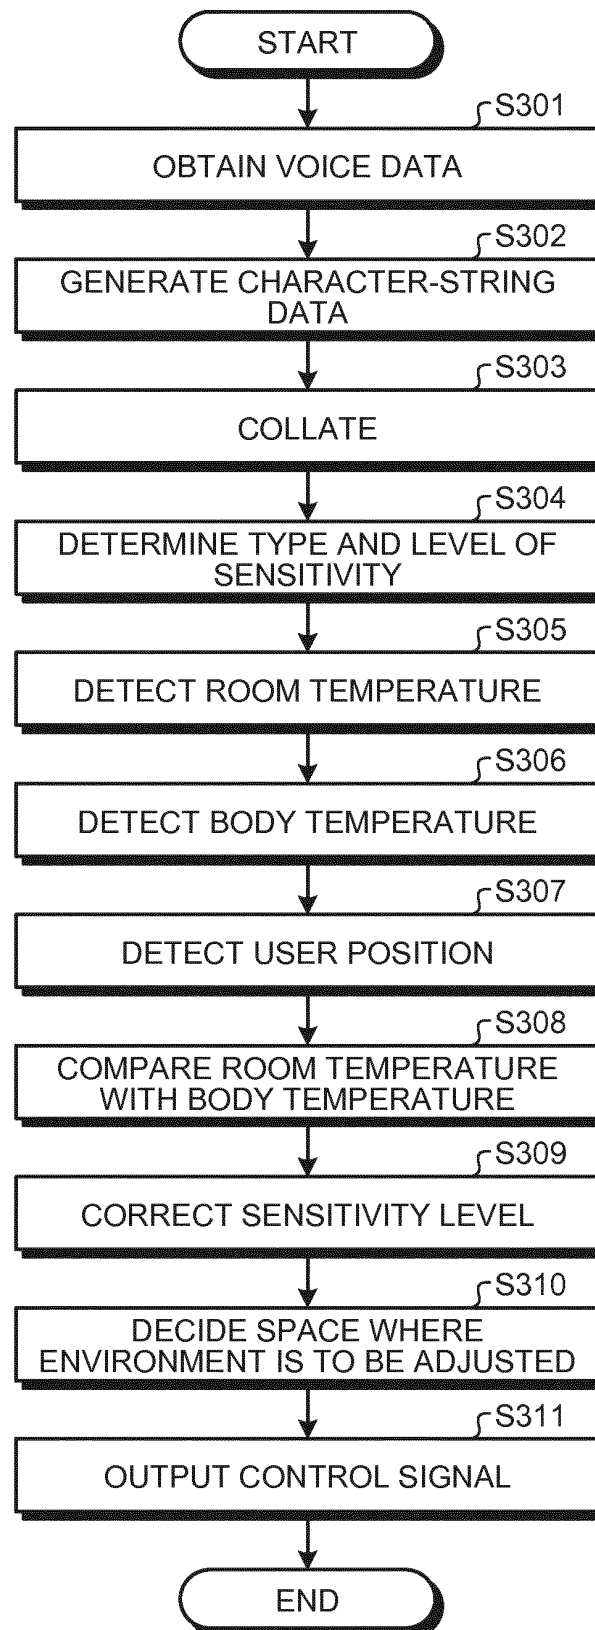 START
S301
OBTAIN VOICE DATA
S302
GENERATE CHARACTER-STRING
DATA
S303
COLLATE
S304
DETERMINE TYPE AND LEVEL OF
SENSITIVITY
S305
DETECT ROOM TEMPERATURE
S306
DETECT BODY TEMPERATURE
S307
DETECT USER POSITION
S308
COMPARE ROOM TEMPERATURE
WITH BODY TEMPERATURE
S309
CORRECT SENSITIVITY LEVEL
S310
DECIDE SPACE WHERE
ENVIRONMENT IS TO BE ADJUSTED
S311
OUTPUT CONTROL SIGNAL
END